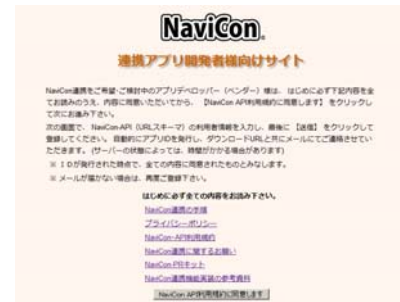 NaviCon.
連携アプリ開発者様向けサイト
NaviCon連携をご希望・ご検討中のアプリデベロッパー（ベンダー）様は、はじめに必ず下記内容を全
てお読みのうえ、内容に同意いただいてから、【NaviCon API利用規約に同意します】をクリックし
て次にお進み下さい。
次の画面で、NaviCon-API（URLスキーマ）の利用者情報を入力し、最後に【送信】をクリックして
登録してください。自動的にアプリIDを発行し、ダウンロードURLと共にメールにてご連絡させてい
ただきます。（サーバーの状態によっては、時間がかかる場合があります）
※ IDが発行された時点で、全ての内容に同意されたものとみなします。
※ メールが届かない場合は、再度ご登録下さい。
はじめに必ず全ての内容をお読み下さい。
NaviCon連携の手順
プライバシーポリシー
NaviCon-API利用規約
NaviCon連携に関するお願い
NaviCon-PRキット
NaviCon連携機能実装の参考資料
NaviCon API利用規約に同意します